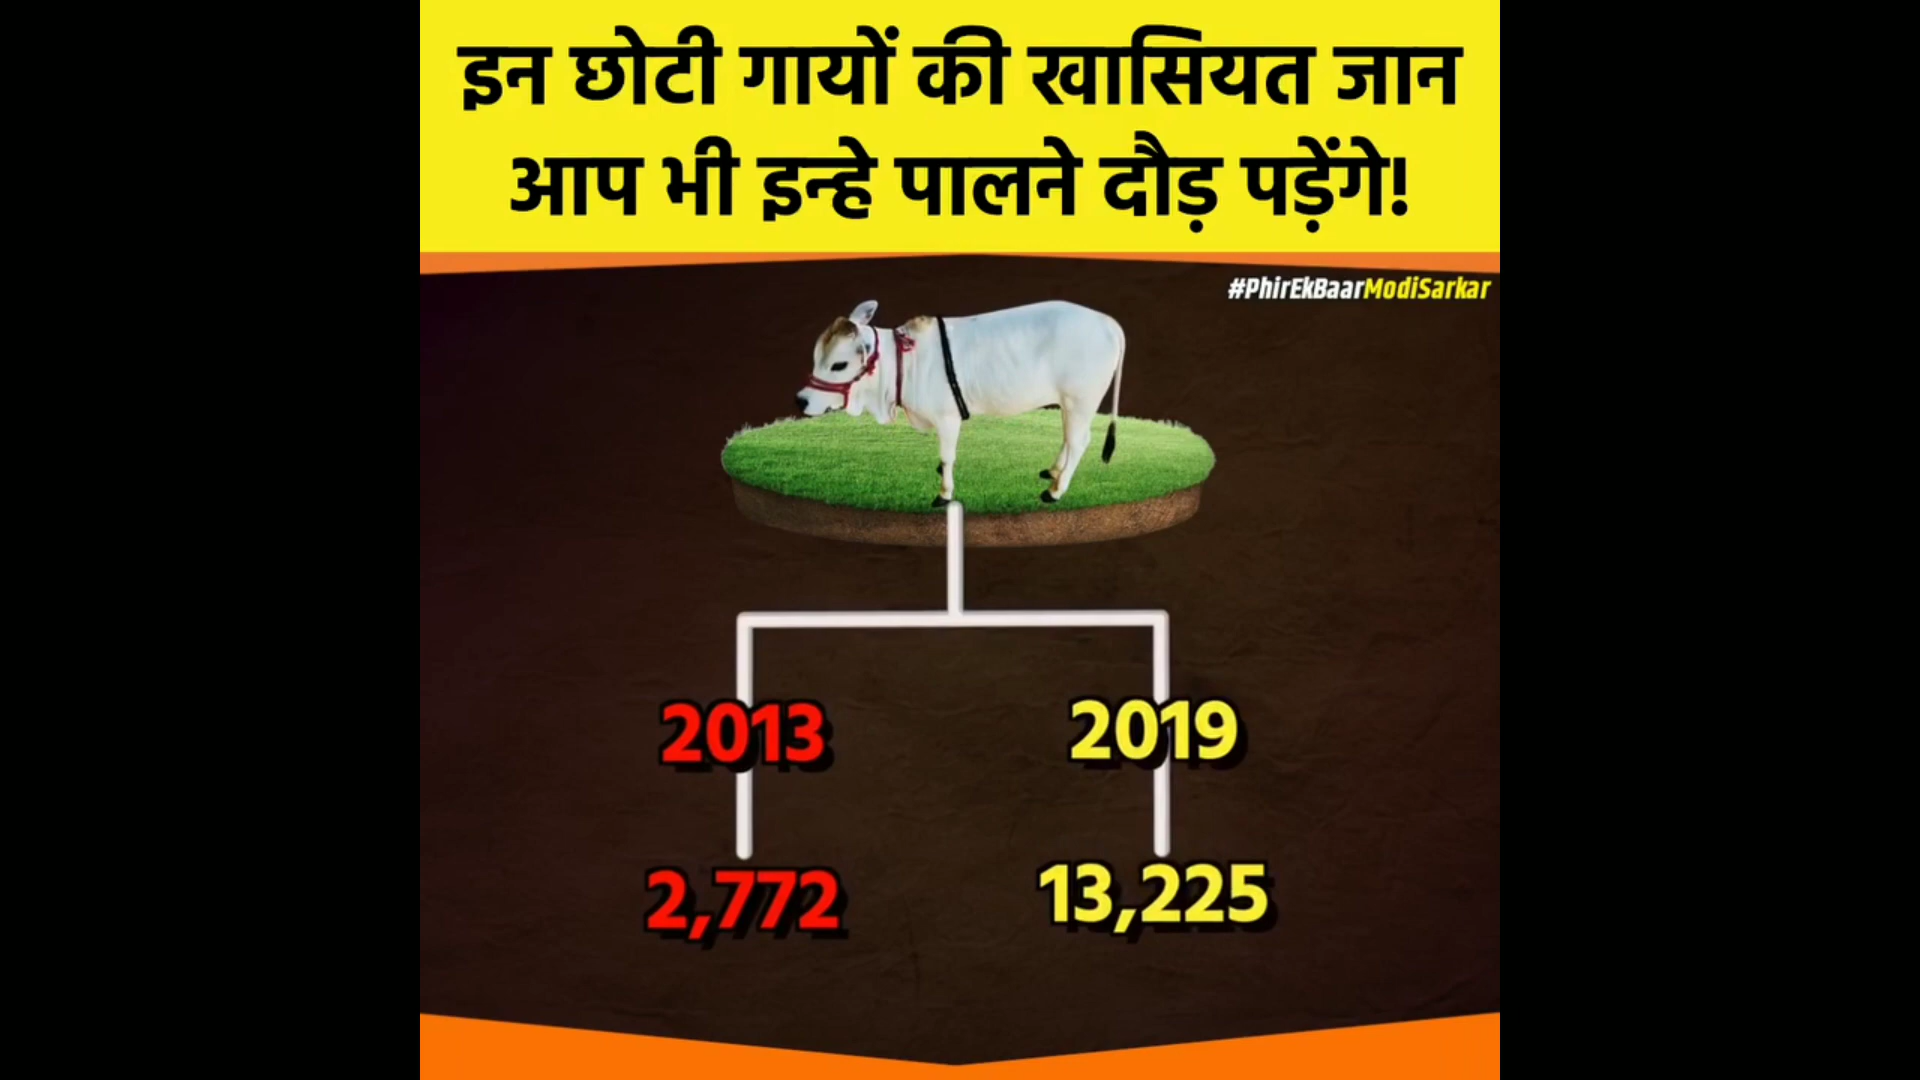 इन छोटी गायों की खासियत जान
आप भी इन्हे पालने दौड़ पड़ेंगे!
#PhirEkBaarModiSarkar
2013 2019
2,772 13,225